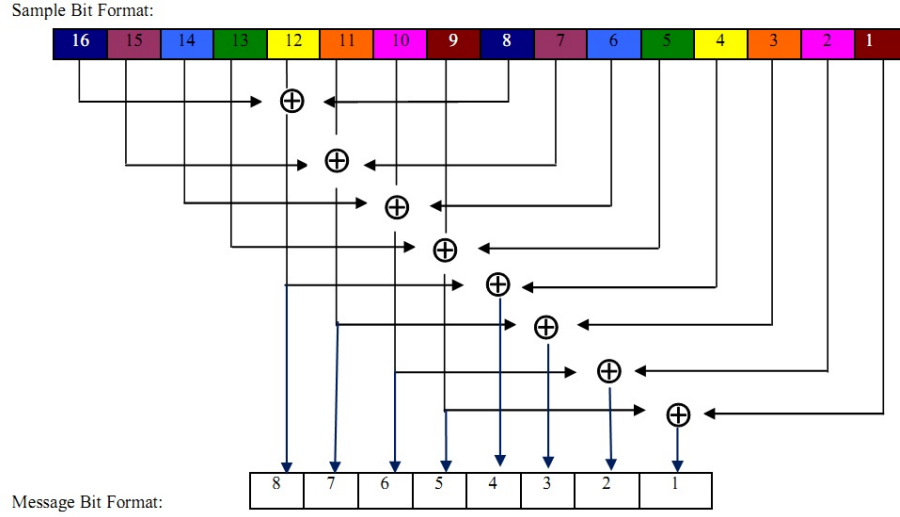 Sample Bit Format:
16 15 14 13 12 11 10 9 8 7 6 5 4 3 2 1
8 7 6 5 4 3 2 1
Message Bit Format: